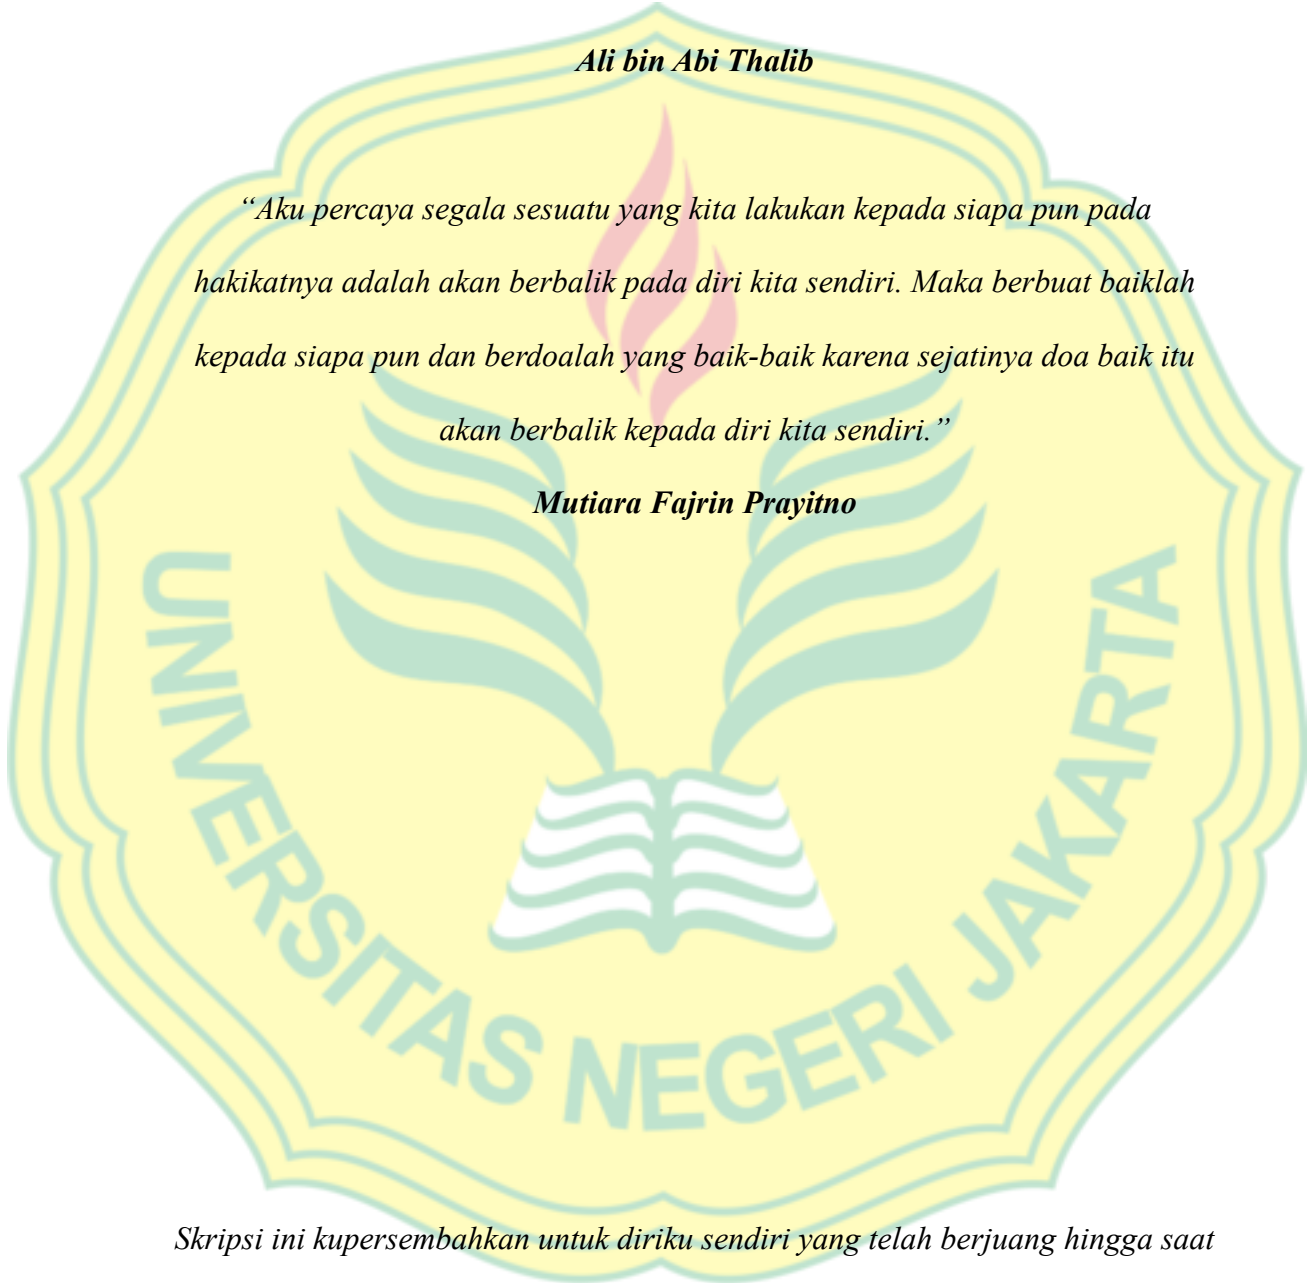 Ali bin Abi Thalib
“Aku percaya segala sesuatu yang kita lakukan kepada siapa pun pada
hakikatnya adalah akan berbalik pada diri kita sendiri. Maka berbuat baiklah
kepada siapa pun dan berdoalah yang baik-baik karena sejatinya doa baik itu
akan berbalik kepada diri kita sendiri.”
Mutiara Fajrin Prayitno
UNIVERSITAS NEGERI JAKARTA
Skripsi ini kupersembahkan untuk diriku sendiri yang telah berjuang hingga saat